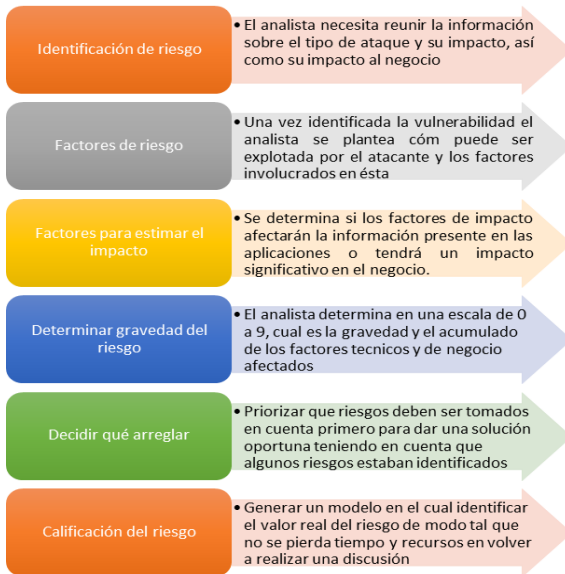 Identificación de riesgo
• El analista necesita reunir la información
sobre el tipo de ataque y su impacto, así
como su impacto al negocio
Factores de riesgo
• Una vez identificada la vulnerabilidad el
analista se plantea cóm puede ser
explotada por el atacante y los factores
involucrados en ésta
Factores para estimar el
impacto
• Se determina si los factores de impacto
afectarán la información presente en las
aplicaciones o tendrá un impacto
significativo en el negocio.
Determinar gravedad del
riesgo
• El analista determina en una escala de 0
a 9, cual es la gravedad y el acumulado
de los factores tecnicos y de negocio
afectados
Decidir qué arreglar
• Priorizar que riesgos deben ser tomados
en cuenta primero para dar una solución
oportuna teniendo en cuenta que
algunos riesgos estaban identificados
Calificación del riesgo
• Generar un modelo en el cual identificar
el valor real del riesgo de modo tal que
no se pierda tiempo y recursos en volver
a realizar una discusión